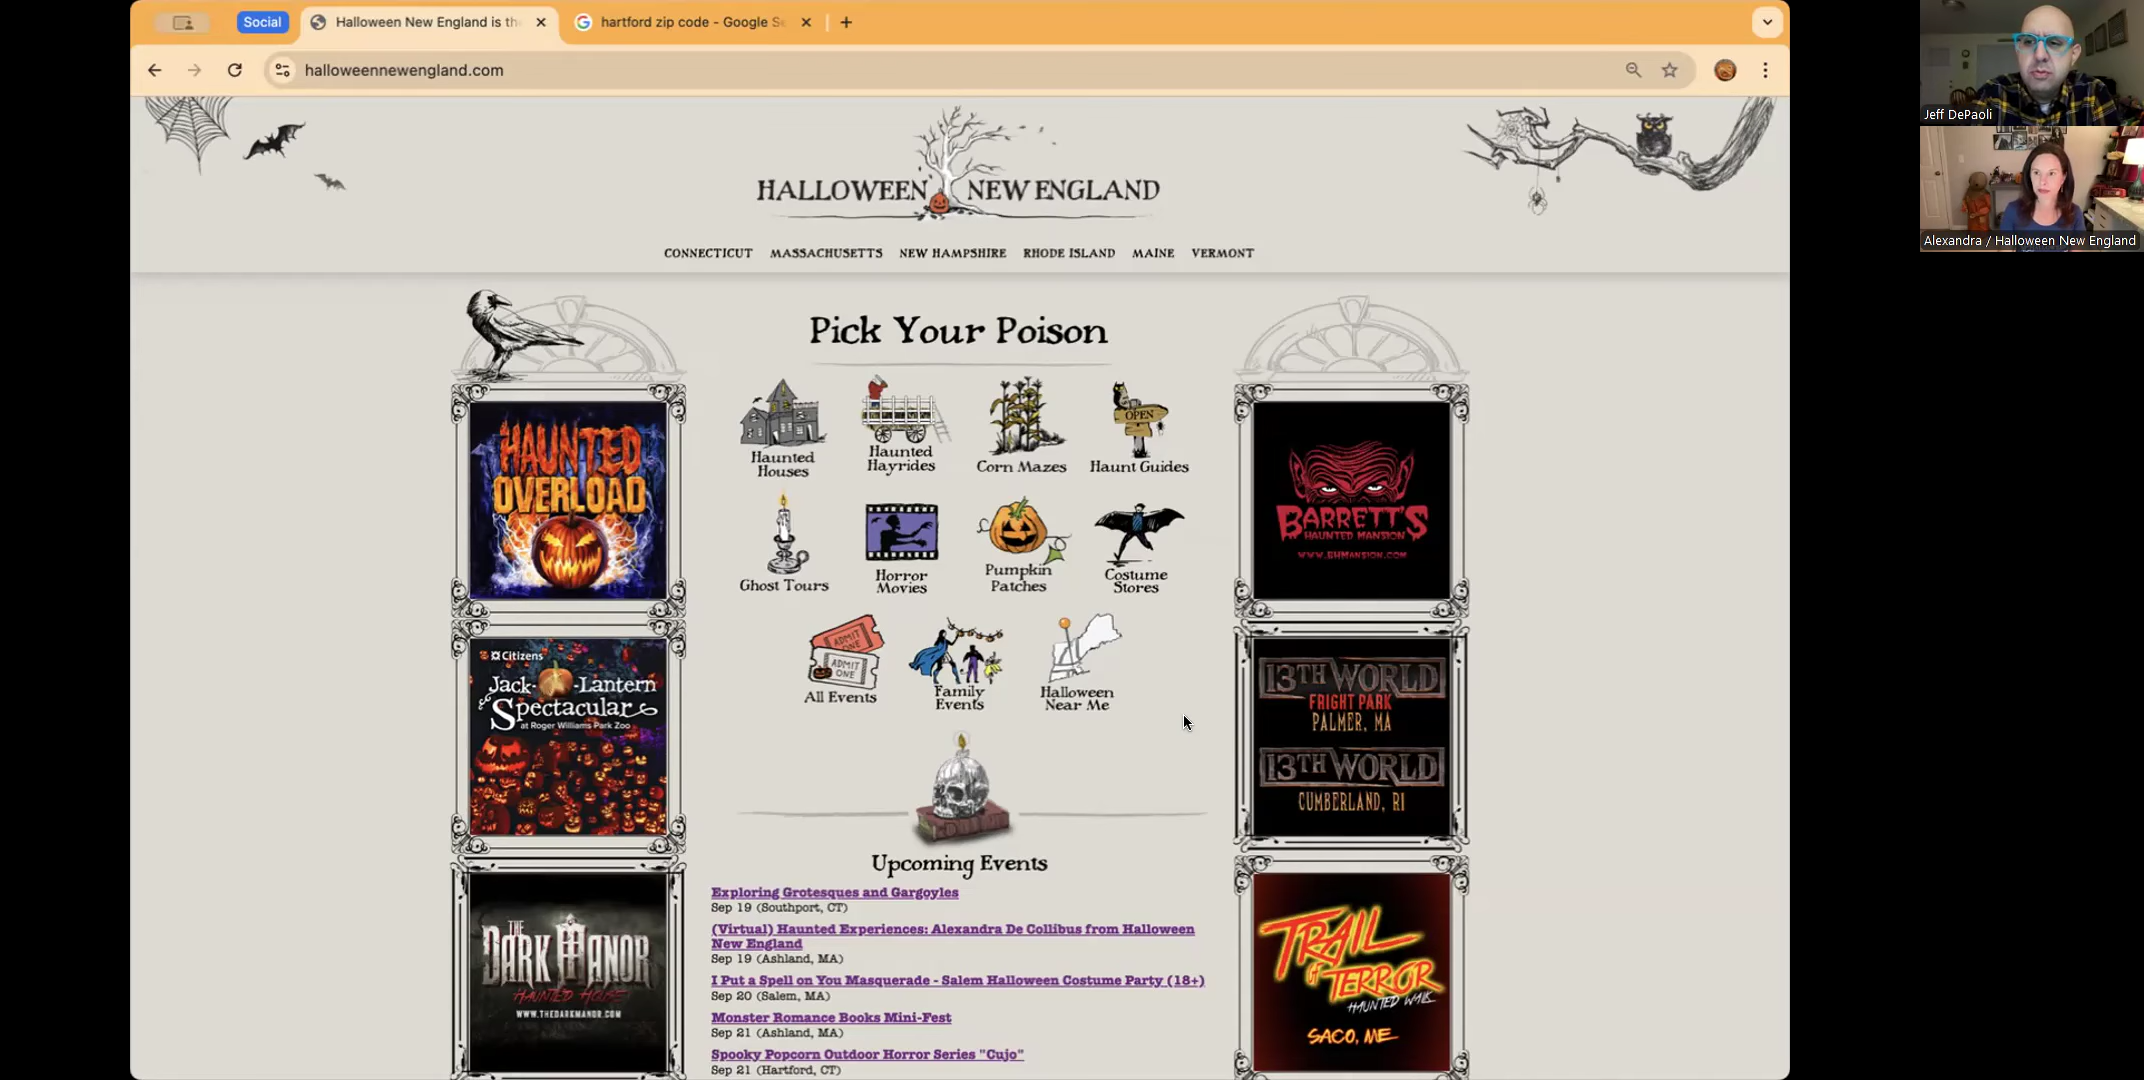 Social
Halloween New England is th
hartford zip code - Google Se
halloweennewengland.com
Jeff DePaoli
Alexandra / Halloween New England
HALLOWEEN NEW ENGLAND
CONNECTICUT MASSACHUSETTS NEW HAMPSHIRE RHODE ISLAND MAINE VERMONT
Pick Your Poison
Haunted
Houses
Haunted
Hayrides
Corn Mazes
OPEN
Haunt Guides
Ghost Tours
Horror
Movies
Pumpkin
Patches
Costume
Stores
ADMIT
ONE
ADMIT
ONE
All Events
Family
Events
Halloween
Near Me
HAUNTED
OVERLOAD
Citizens
Jack-O-Lantern
Spectacular
at Roger Williams Park Zoo
THE
DARK MANOR
HAUNTED HOUSE
WWW.THEDARKMANOR.COM
BARRETT'S
HAUNTED MANSION
WWW.BHMANSION.COM
13TH WORLD
FRIGHT PARK
PALMER, MA
13TH WORLD
CUMBERLAND, RI
TRAIL
OF TERROR
HAUNTED WALK
SACO, ME
Upcoming Events
Exploring Grotesques and Gargoyles
Sep 19 (Southport, CT)
(Virtual) Haunted Experiences: Alexandra De Collibus from Halloween
New England
Sep 19 (Ashland, MA)
I Put a Spell on You Masquerade - Salem Halloween Costume Party (18+)
Sep 20 (Salem, MA)
Monster Romance Books Mini-Fest
Sep 21 (Ashland, MA)
Spooky Popcorn Outdoor Horror Series "Cujo"
Sep 21 (Hartford, CT)